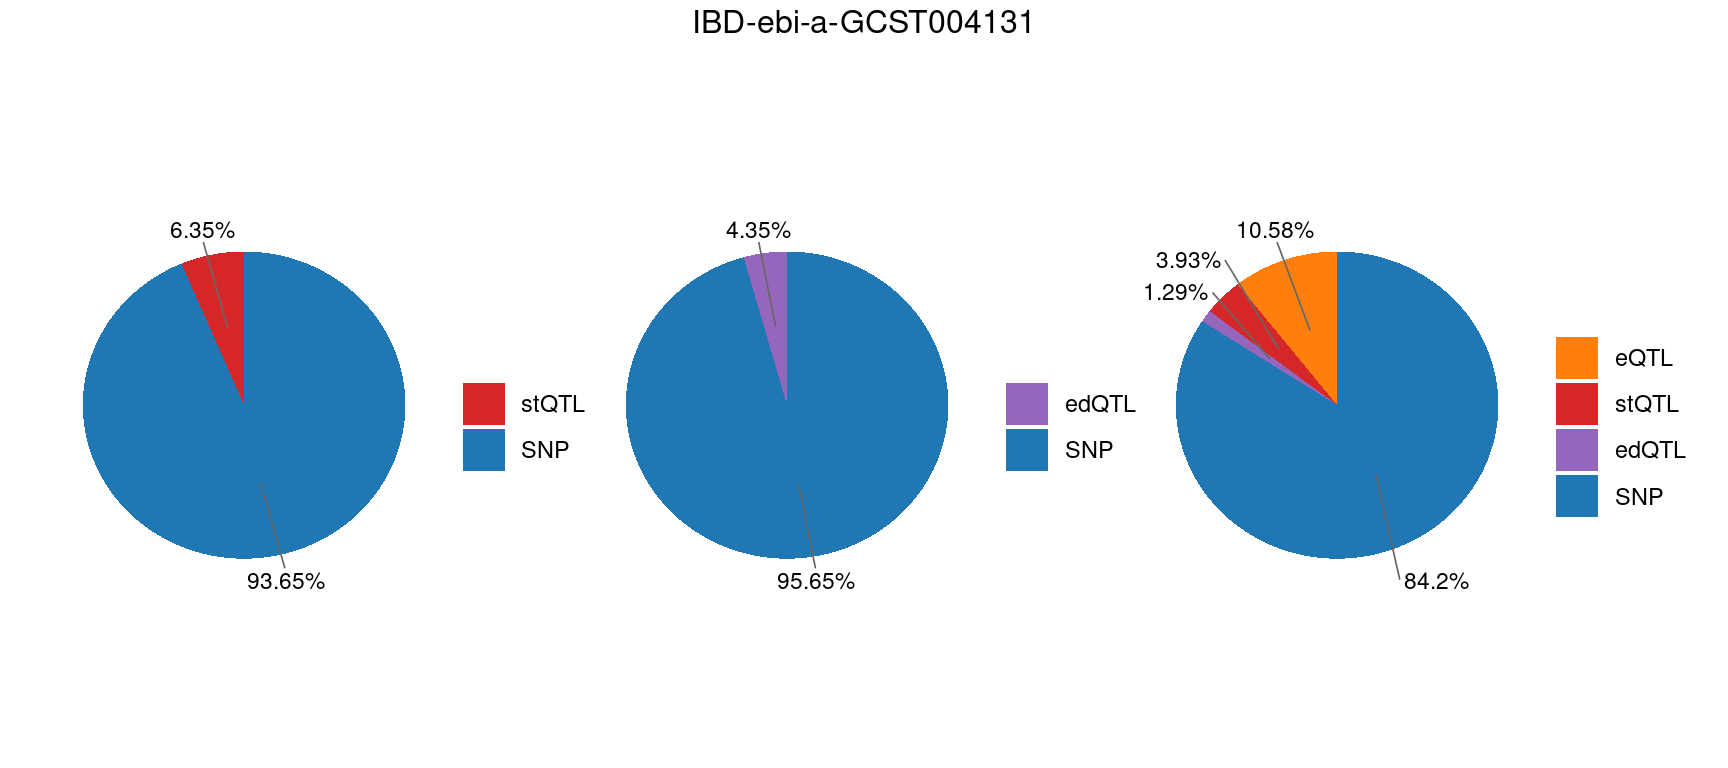 IBD-ebi-a-GCST004131
6.35%
93.65%
stQTL
SNP
4.35%
95.65%
edQTL
SNP
10.58%
3.93%
1.29%
84.2%
eQTL
stQTL
edQTL
SNP